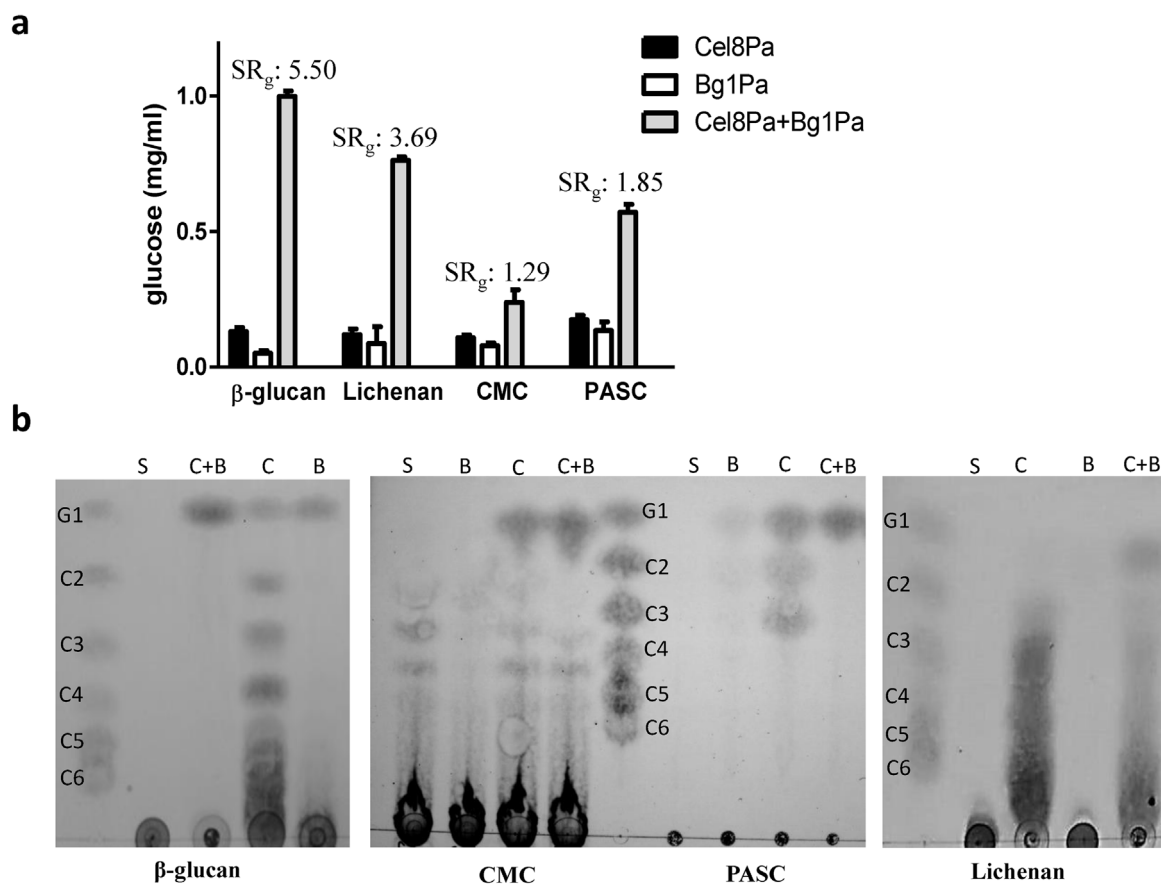 a
SRg: 5.50
SRg: 3.69
SRg: 1.29
SRg: 1.85
Cel8Pa
Bg1Pa
Cel8Pa+Bg1Pa
glucose (mg/ml)
1.0
0.5
0.0
β-glucan Lichenan CMC PASC
b
S C+B C B
G1
C2
C3
C4
C5
C6
β-glucan
S B C C+B S B C C+B
G1
C2
C3
C4
C5
C6
CMC PASC
S C B C+B
G1
C2
C3
C4
C5
C6
Lichenan